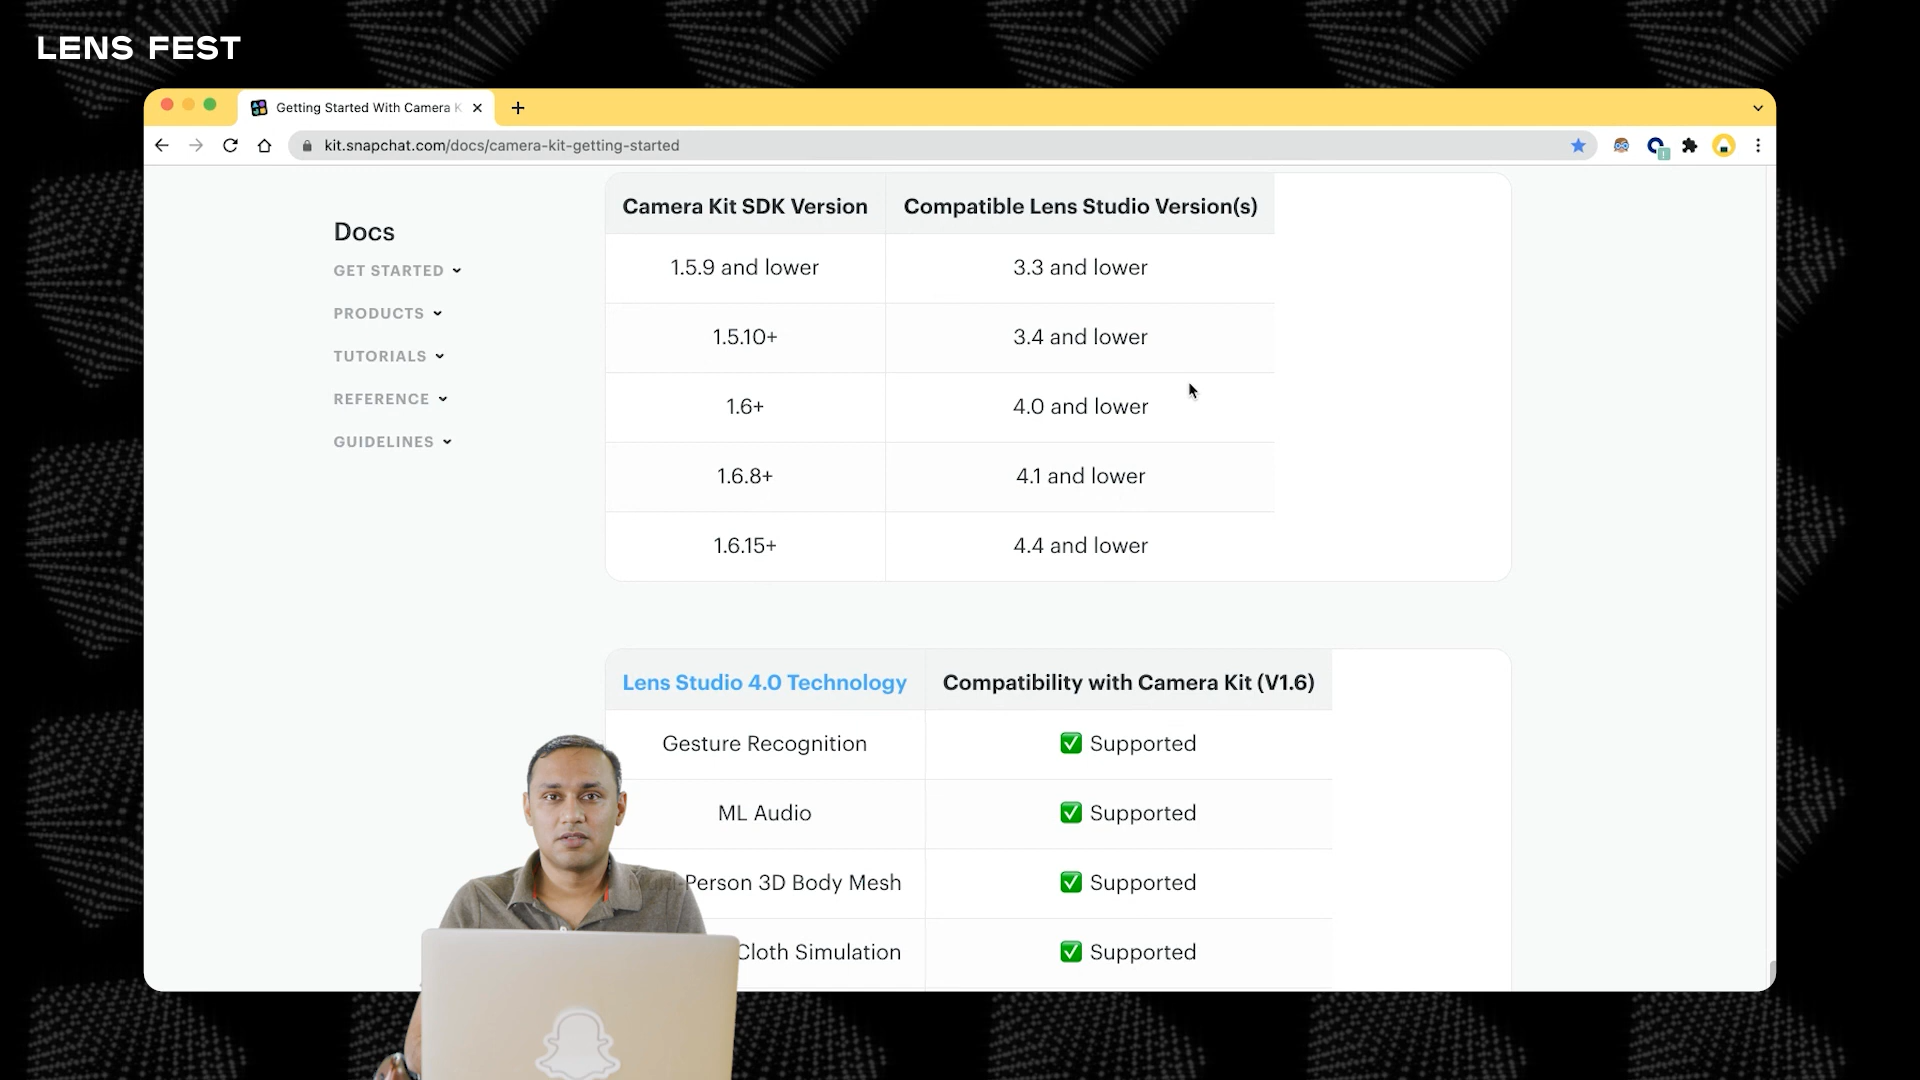 LENS FEST
Getting Started With Camera K
kit.snapchat.com/docs/camera-kit-getting-started
Docs
GET STARTED
PRODUCTS
TUTORIALS
REFERENCE
GUIDELINES
Camera Kit SDK Version Compatible Lens Studio Version(s)
1.5.9 and lower 3.3 and lower
1.5.10+ 3.4 and lower
1.6+ 4.0 and lower
1.6.8+ 4.1 and lower
1.6.15+ 4.4 and lower
Lens Studio 4.0 Technology Compatibility with Camera Kit (V1.6)
Gesture Recognition ✅ Supported
ML Audio ✅ Supported
-Person 3D Body Mesh ✅ Supported
Cloth Simulation ✅ Supported